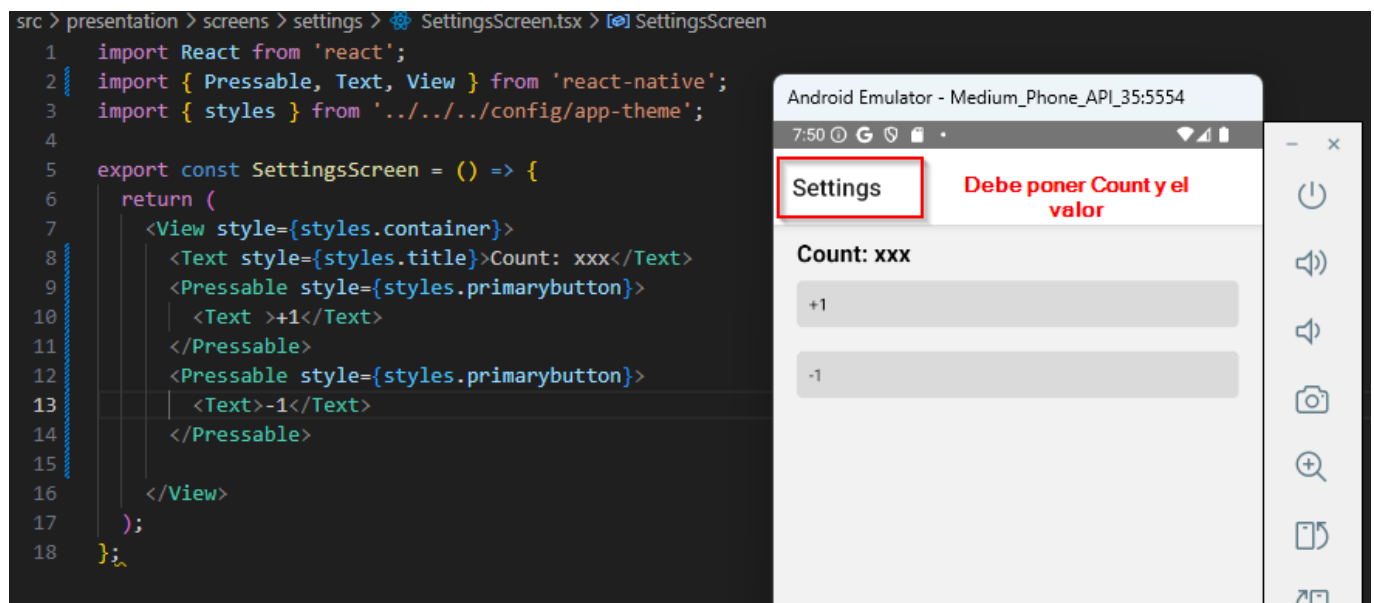 src > presentation > screens > settings > SettingsScreen.tsx > SettingsScreen
1 import React from 'react';
2 import { Pressable, Text, View } from 'react-native';
3 import { styles } from '../../../config/app-theme';
4
5 export const SettingsScreen = () => {
6 return (
7 <View style={styles.container}>
8 <Text style={styles.title}>Count: xxx</Text>
9 <Pressable style={styles.primarybutton}>
10 <Text >+1</Text>
11 </Pressable>
12 <Pressable style={styles.primarybutton}>
13 <Text>-1</Text>
14 </Pressable>
15
16 </View>
17 );
18 };
Android Emulator - Medium_Phone_API_35:5554
7:50
Settings
Debe poner Count y el
valor
Count: xxx
+1
-1